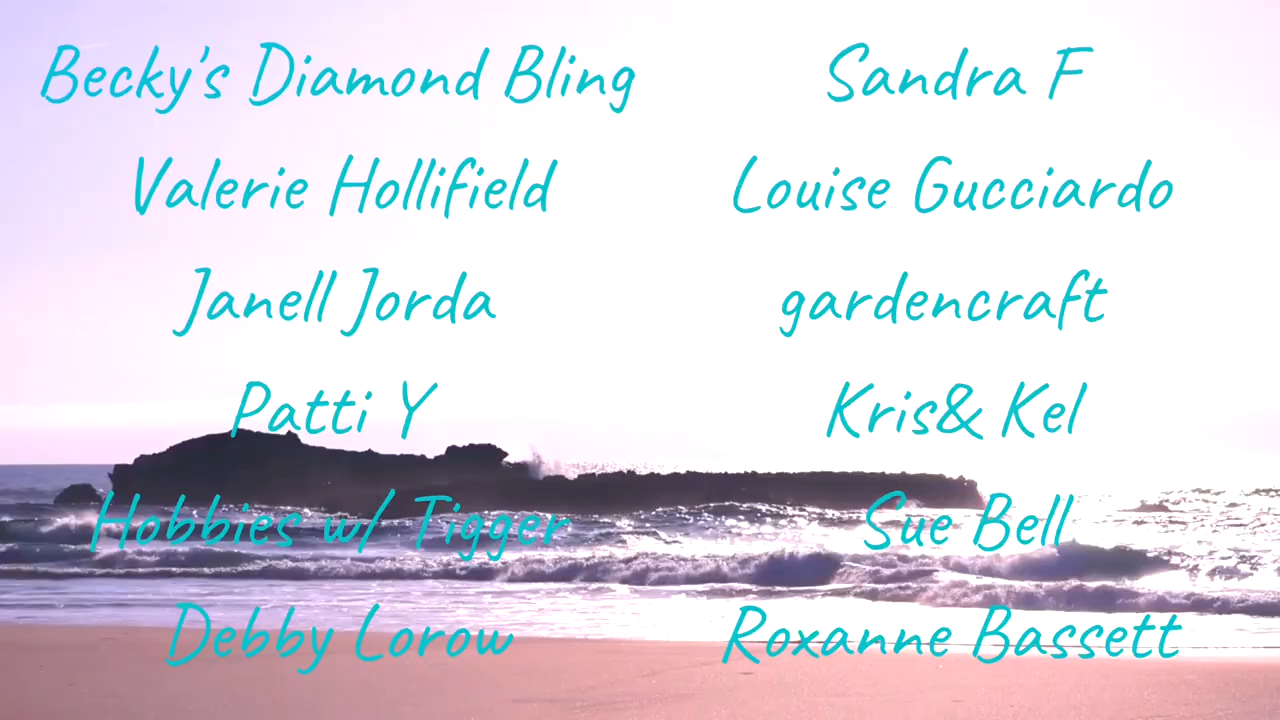 Becky's Diamond Bling
Valerie Hollifield
Janell Jorda
Patti Y
Hobbies w/ Tigger
Debby Lorow
Sandra F
Louise Gucciardo
gardencraft
Kris& Kel
Sue Bell
Roxanne Bassett